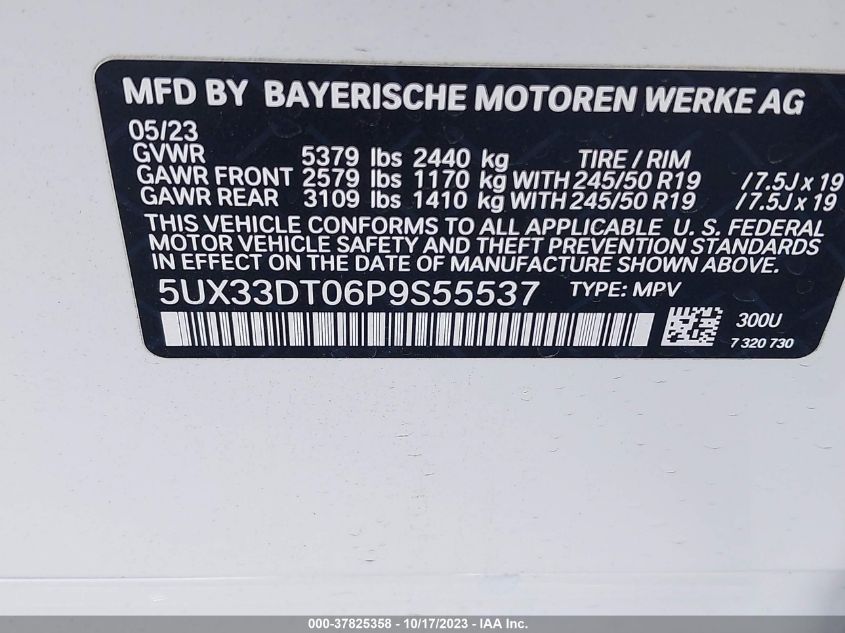 MFD BY BAYERISCHE MOTOREN WERKE AG
05/23
GVWR 5379 lbs 2440 kg TIRE / RIM
GAWR FRONT 2579 lbs 1170 kg WITH 245/50 R19 / 7.5J x 19
GAWR REAR 3109 lbs 1410 kg WITH 245/50 R19 / 7.5J x 19
THIS VEHICLE CONFORMS TO ALL APPLICABLE U. S. FEDERAL
MOTOR VEHICLE SAFETY AND THEFT PREVENTION STANDARDS
IN EFFECT ON THE DATE OF MANUFACTURE SHOWN ABOVE.
5UX33DT06P9S55537 TYPE: MPV
300U
7 320 730
000-37825358 - 10/17/2023 - IAA Inc.